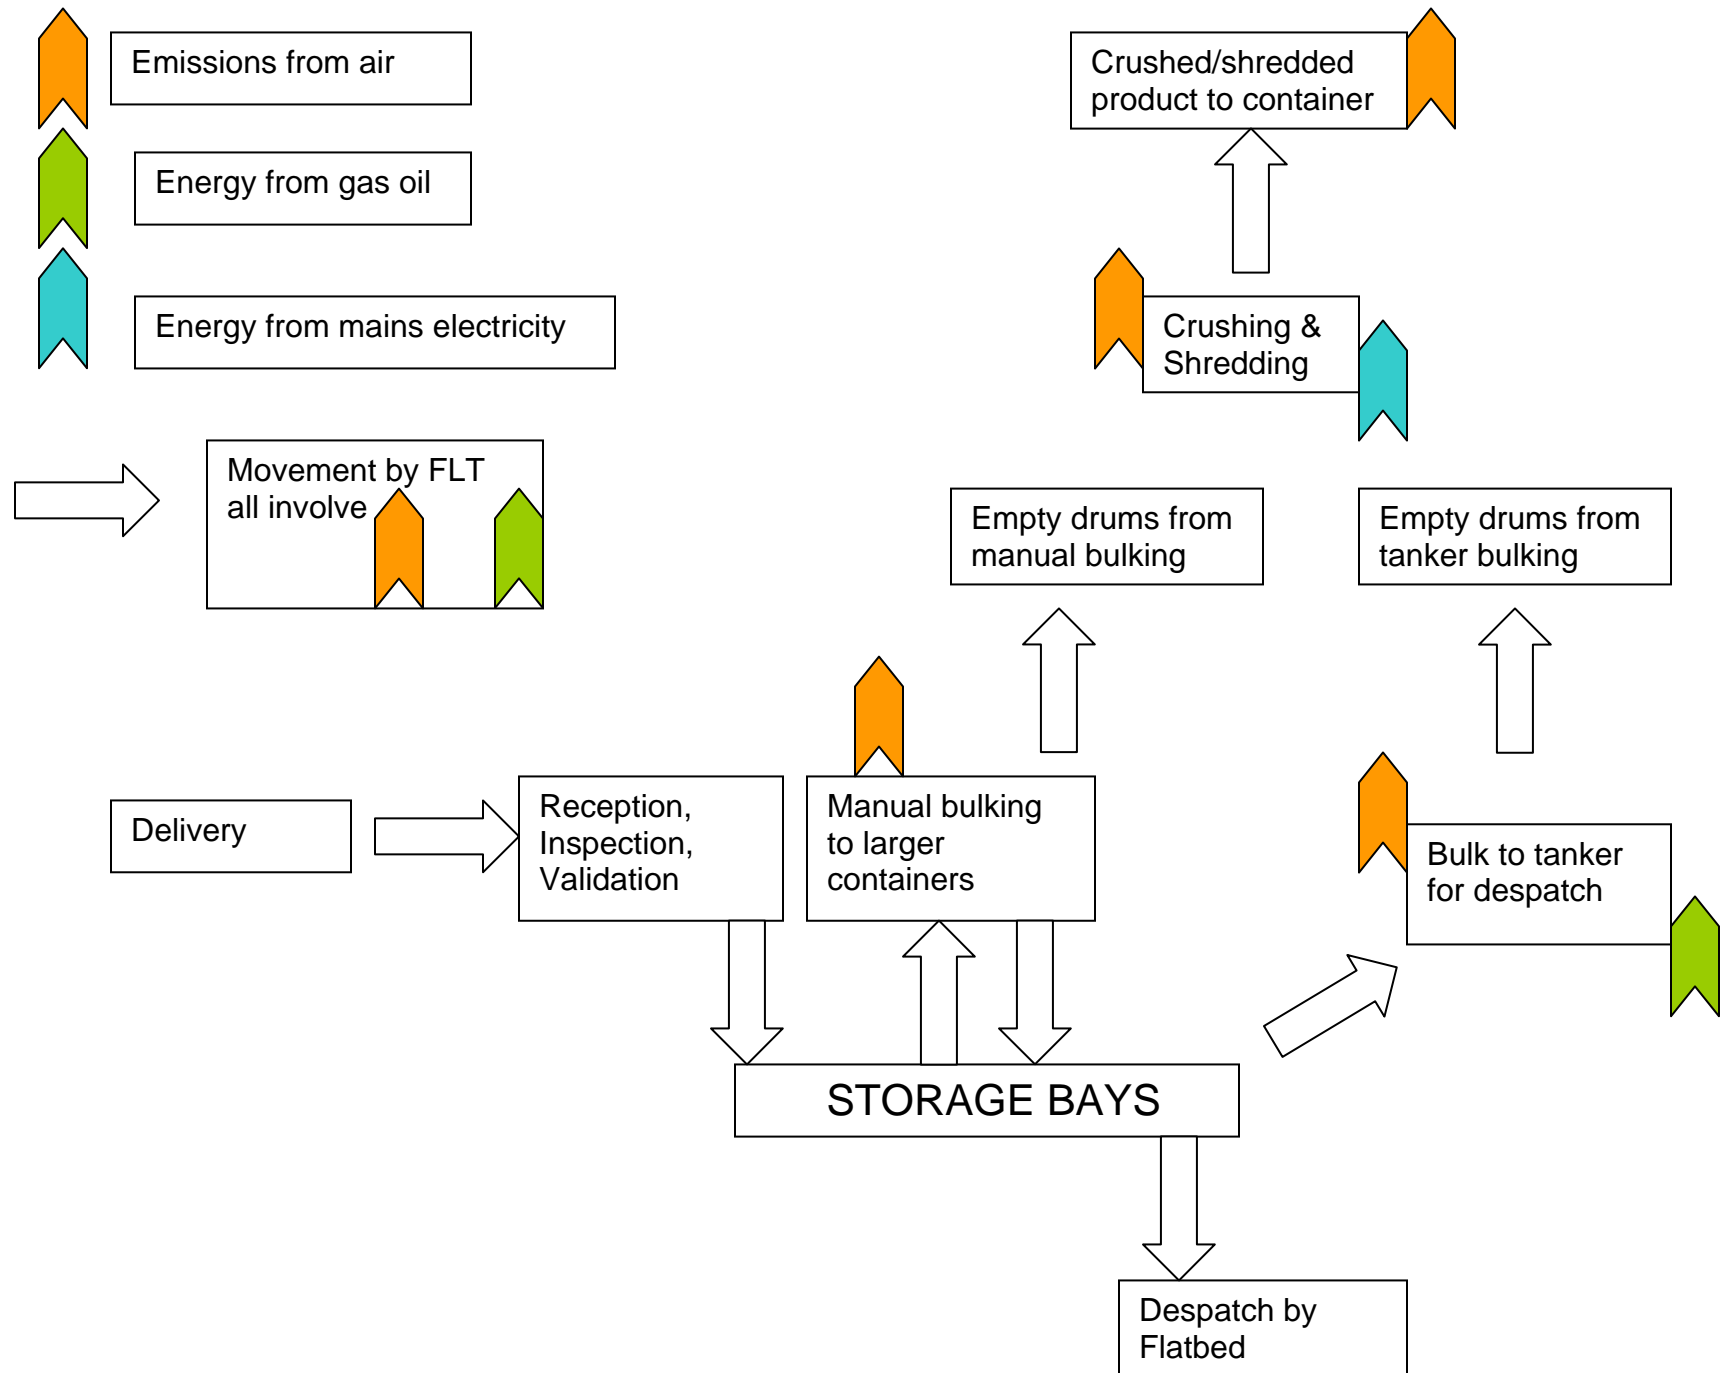 Emissions from air
Energy from gas oil
Energy from mains electricity
Movement by FLT
all involve
Crushed/shredded
product to container
Crushing &
Shredding
Empty drums from
manual bulking
Empty drums from
tanker bulking
Delivery
Reception,
Inspection,
Validation
Manual bulking
to larger
containers
Bulk to tanker
for despatch
STORAGE BAYS
Despatch by
Flatbed